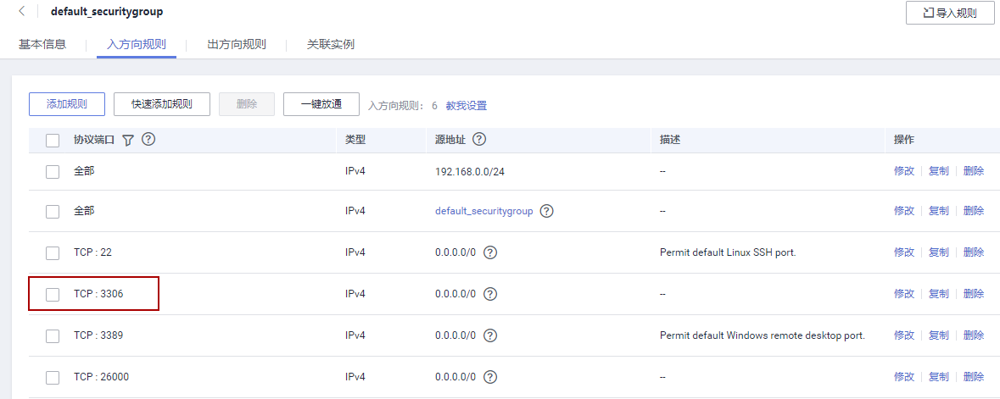 default_securitygroup
导入规则
基本信息 入方向规则 出方向规则 关联实例
添加规则 快速添加规则 删除 一键放通 入方向规则: 6 教我设置
协议端口 类型 源地址 描述 操作
全部 IPv4 192.168.0.0/24 -- 修改 复制 删除
全部 IPv4 default_securitygroup -- 修改 复制 删除
TCP : 22 IPv4 0.0.0.0/0 Permit default Linux SSH port. 修改 复制 删除
TCP : 3306 IPv4 0.0.0.0/0 -- 修改 复制 删除
TCP : 3389 IPv4 0.0.0.0/0 Permit default Windows remote desktop port. 修改 复制 删除
TCP : 26000 IPv4 0.0.0.0/0 -- 修改 复制 删除